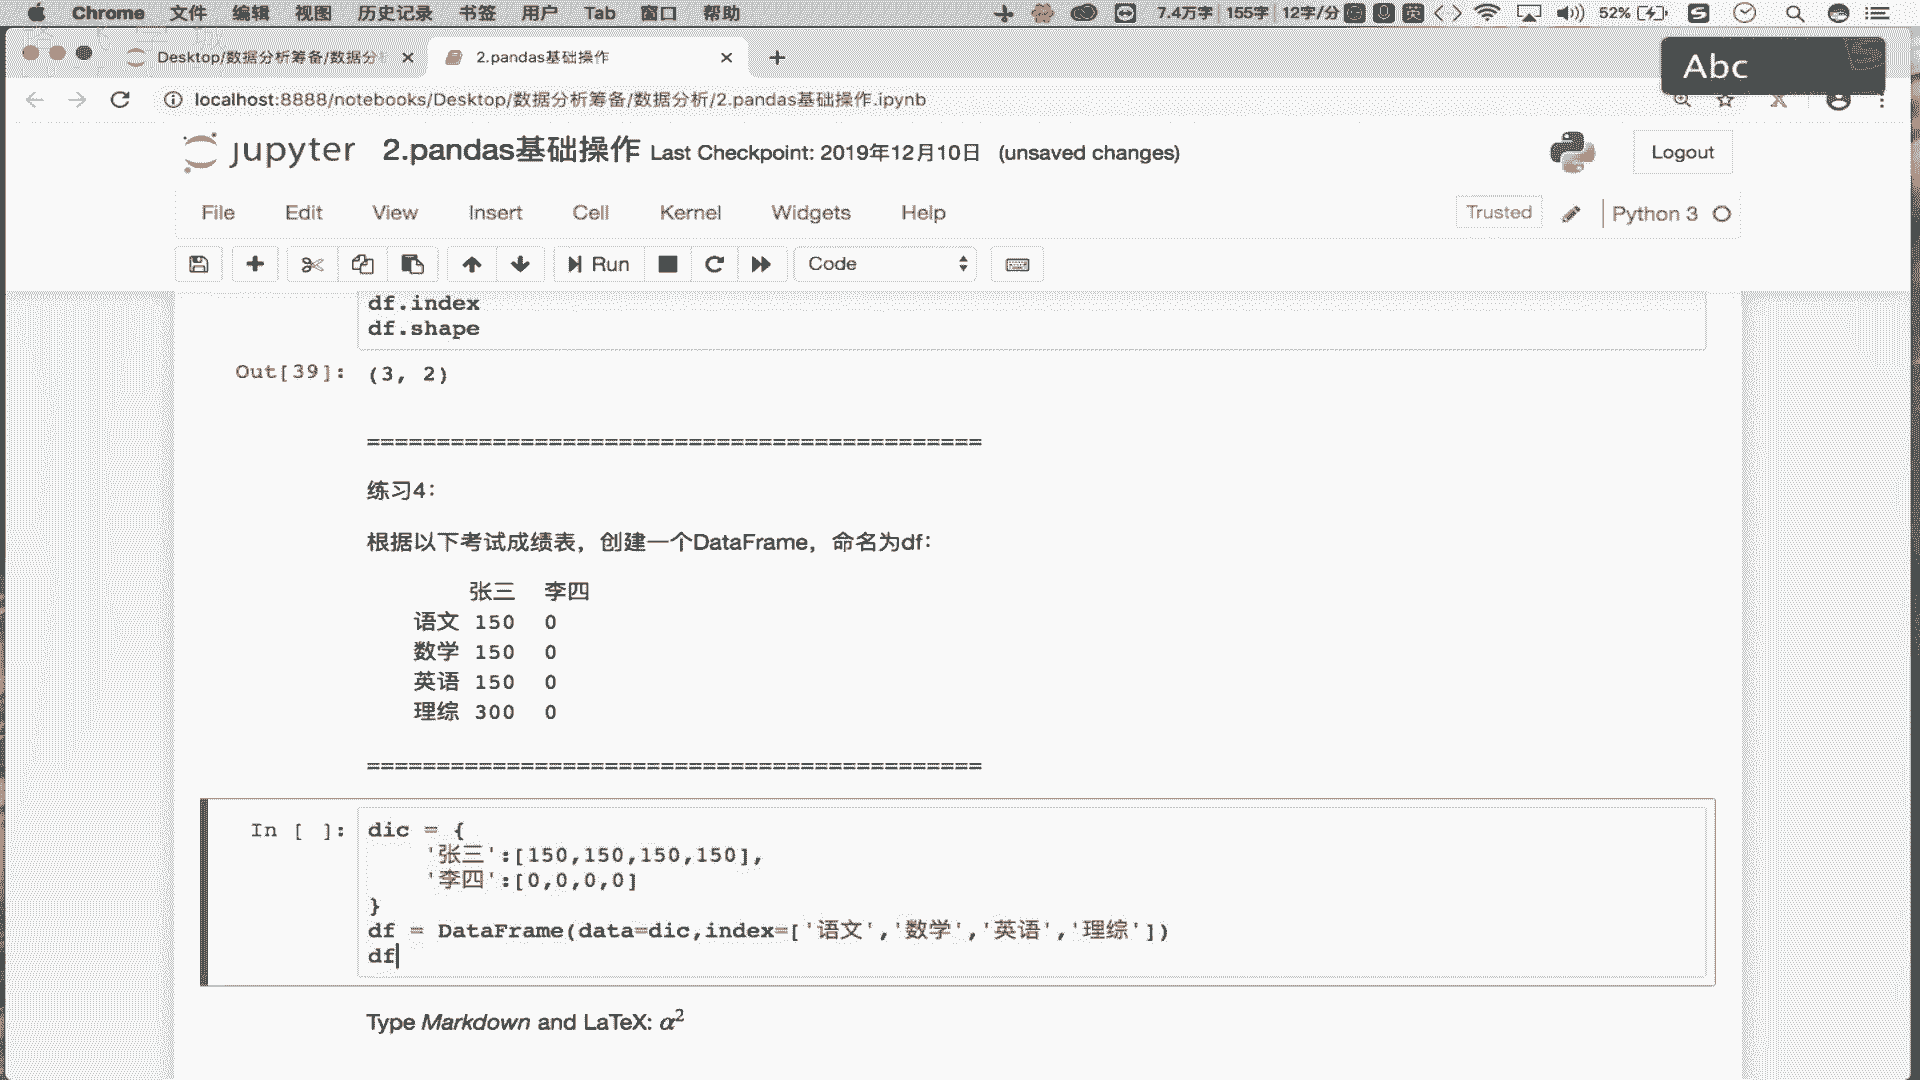 Chrome 文件 编辑 视图 历史记录 书签 用户 Tab 窗口 帮助 7.4万字 155字 12字/分 英 52%
Desktop/数据分析筹备/数据分 2.pandas基础操作
Abc
localhost:8888/notebooks/Desktop/数据分析筹备/数据分析/2.pandas基础操作.ipynb
jupyter 2.pandas基础操作 Last Checkpoint: 2019年12月10日 (unsaved changes) Logout
File Edit View Insert Cell Kernel Widgets Help Trusted Python 3
Run Code
df.index
df.shape
Out[39]: (3, 2)
============================================
练习4：
根据以下考试成绩表，创建一个DataFrame，命名为df：
张三 李四
语文 150 0
数学 150 0
英语 150 0
理综 300 0
============================================
In [ ]: dic = {
'张三':[150,150,150,150],
'李四':[0,0,0,0]
}
df = DataFrame(data=dic,index=['语文','数学','英语','理综'])
df
Type Markdown and LaTeX: α²